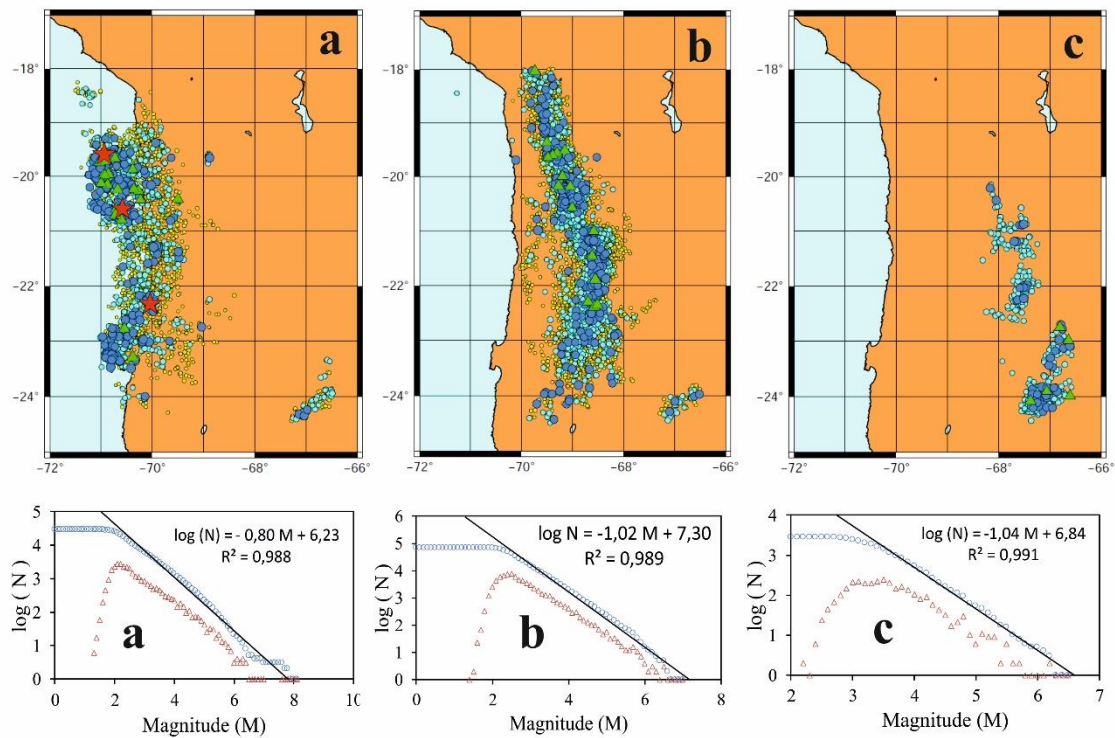 a
b
c
−18°
−20°
−22°
−24°
−72 −70° −68° −66°
−18°
−20°
−22°
−24°
−72° −70° −68° −66°
−18°
−20°
−22°
−24°
−72° −70° −68° −66°
log (N) = - 0,80 M + 6,23
R² = 0,988
a
log ( N )
5
4
3
2
1
0
0 2 4 6 8 10
Magnitude (M)
log N = -1,02 M + 7,30
R² = 0,989
b
log ( N )
6
5
4
3
2
1
0
0 2 4 6 8
Magnitude (M)
log (N) = -1,04 M + 6,84
R² = 0,991
c
log ( N )
4
3
2
1
0
2 3 4 5 6 7
Magnitude (M)